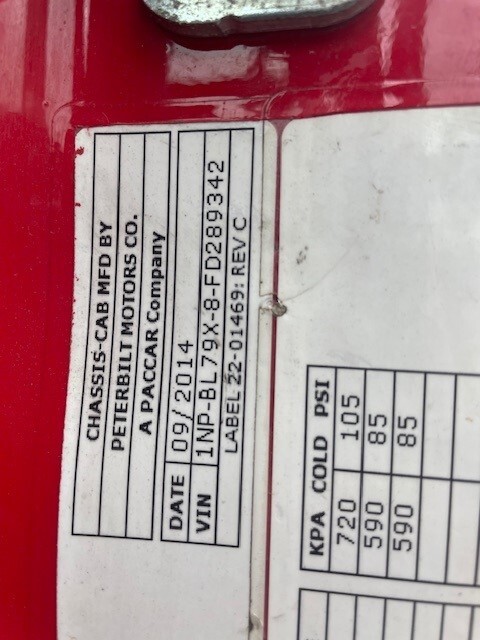 CHASSIS-CAB MFD BY
PETERBILT MOTORS CO.
A PACCAR Company
DATE 09/2014
VIN 1NP-BL79X-8-FD289342
LABEL 22-01469: REV C
KPA COLD PSI
720 105
590 85
590 85